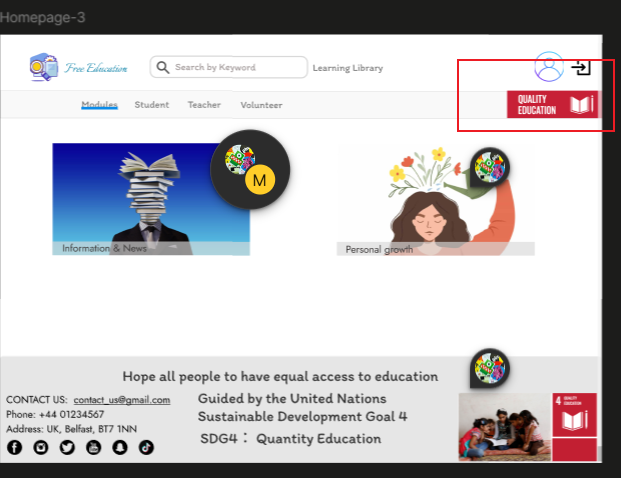 Homepage-3
Free Education
Search by Keyword
Learning Library
Modules Student Teacher Volunteer
QUALITY
EDUCATION
M
Information & News
Personal growth
Hope all people to have equal access to education
CONTACT US: contact_us@gmail.com
Phone: +44 01234567
Address: UK, Belfast, BT7 1NN
Guided by the United Nations
Sustainable Development Goal 4
SDG4： Quantity Education
4 QUALITY
EDUCATION